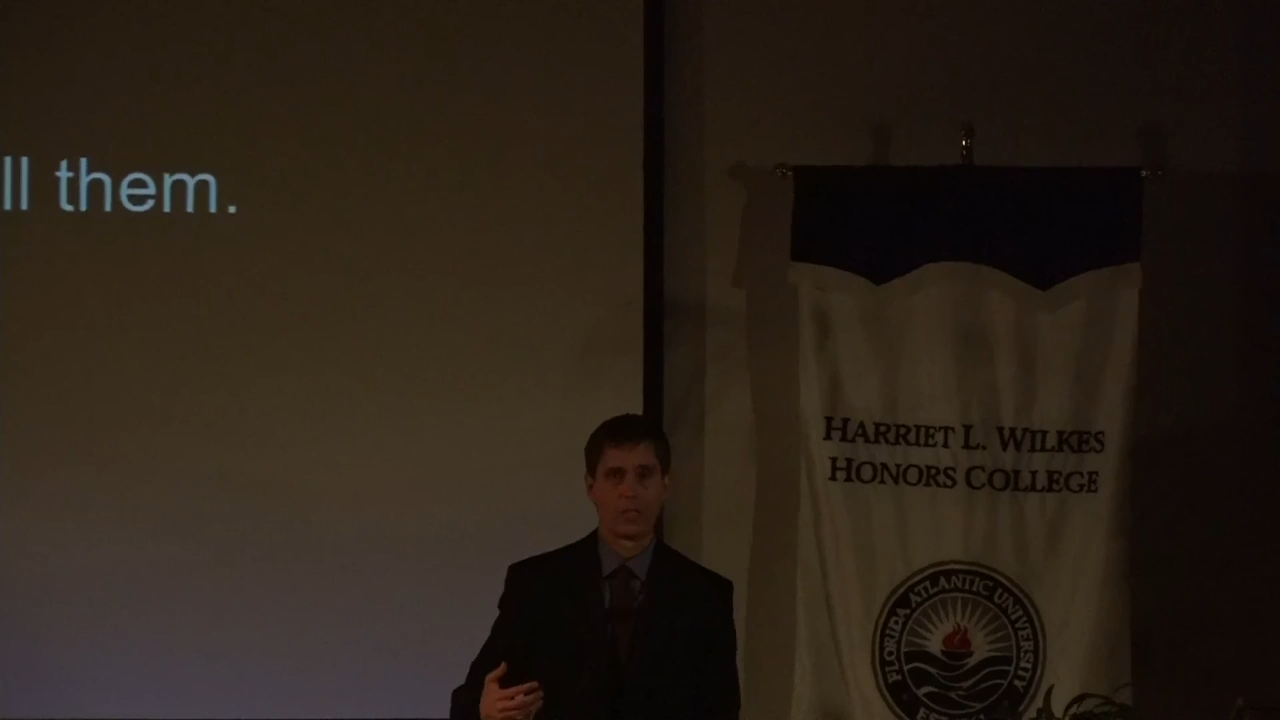 ll them.
HARRIET L. WILKES
HONORS COLLEGE
FLORIDA ATLANTIC UNIVERSITY